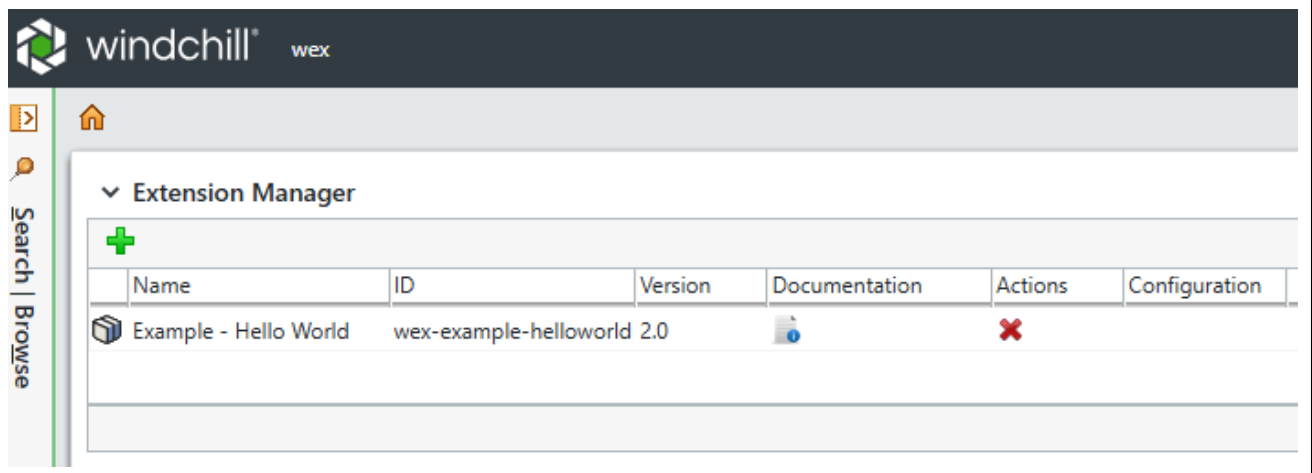 windchill® wex
Search | Browse
Extension Manager
Name ID Version Documentation Actions Configuration
Example - Hello World wex-example-helloworld 2.0